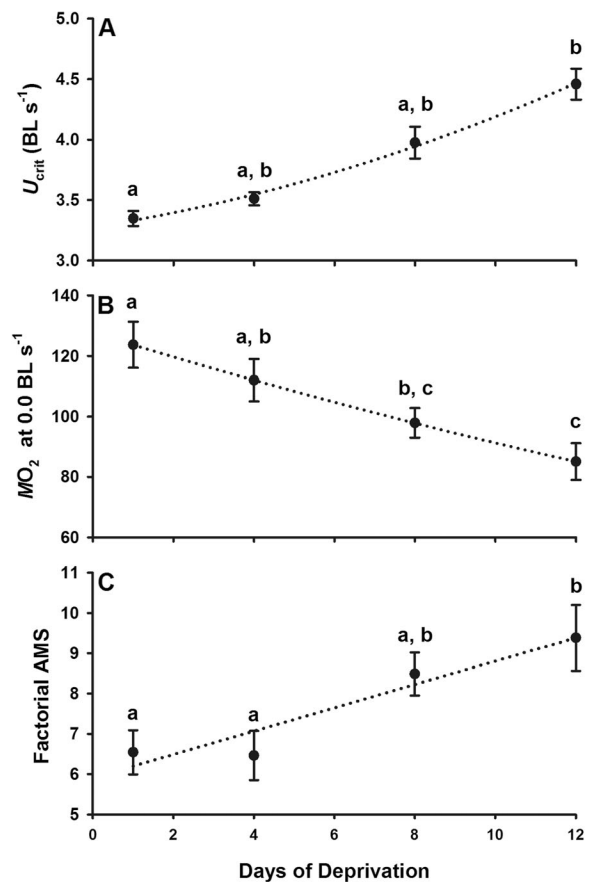 A
5.0
4.5
4.0
3.5
3.0
U crit (BL s⁻¹)
a
a, b
a, b
b
B
140
120
100
80
60
MO₂ at 0.0 BL s⁻¹
a
a, b
b, c
c
C
11
10
9
8
7
6
5
Factorial AMS
a
a
a, b
b
0 2 4 6 8 10 12
Days of Deprivation